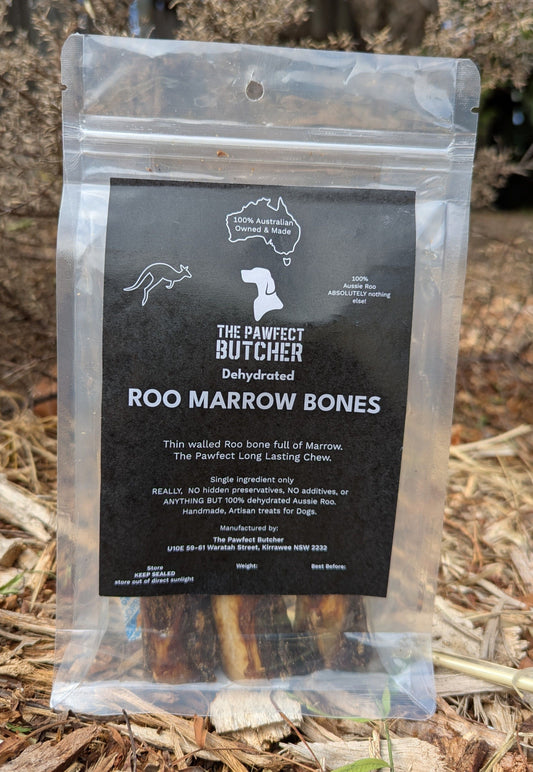 100% Australian
Owned & Made
100%
Aussie Roo
ABSOLUTELY nothing
else!
THE PAWFECT
BUTCHER
Dehydrated
ROO MARROW BONES
Thin walled Roo bone full of Marrow.
The Pawfect Long Lasting Chew.
Single ingredient only
REALLY, NO hidden preservatives, NO additives, or
ANYTHING BUT 100% dehydrated Aussie Roo.
Handmade, Artisan treats for Dogs.
Manufactured by:
The Pawfect Butcher
U10E 59-61 Waratah Street, Kirrawee NSW 2232
Store
KEEP SEALED
store out of direct sunlight
Weight:
Best Before: